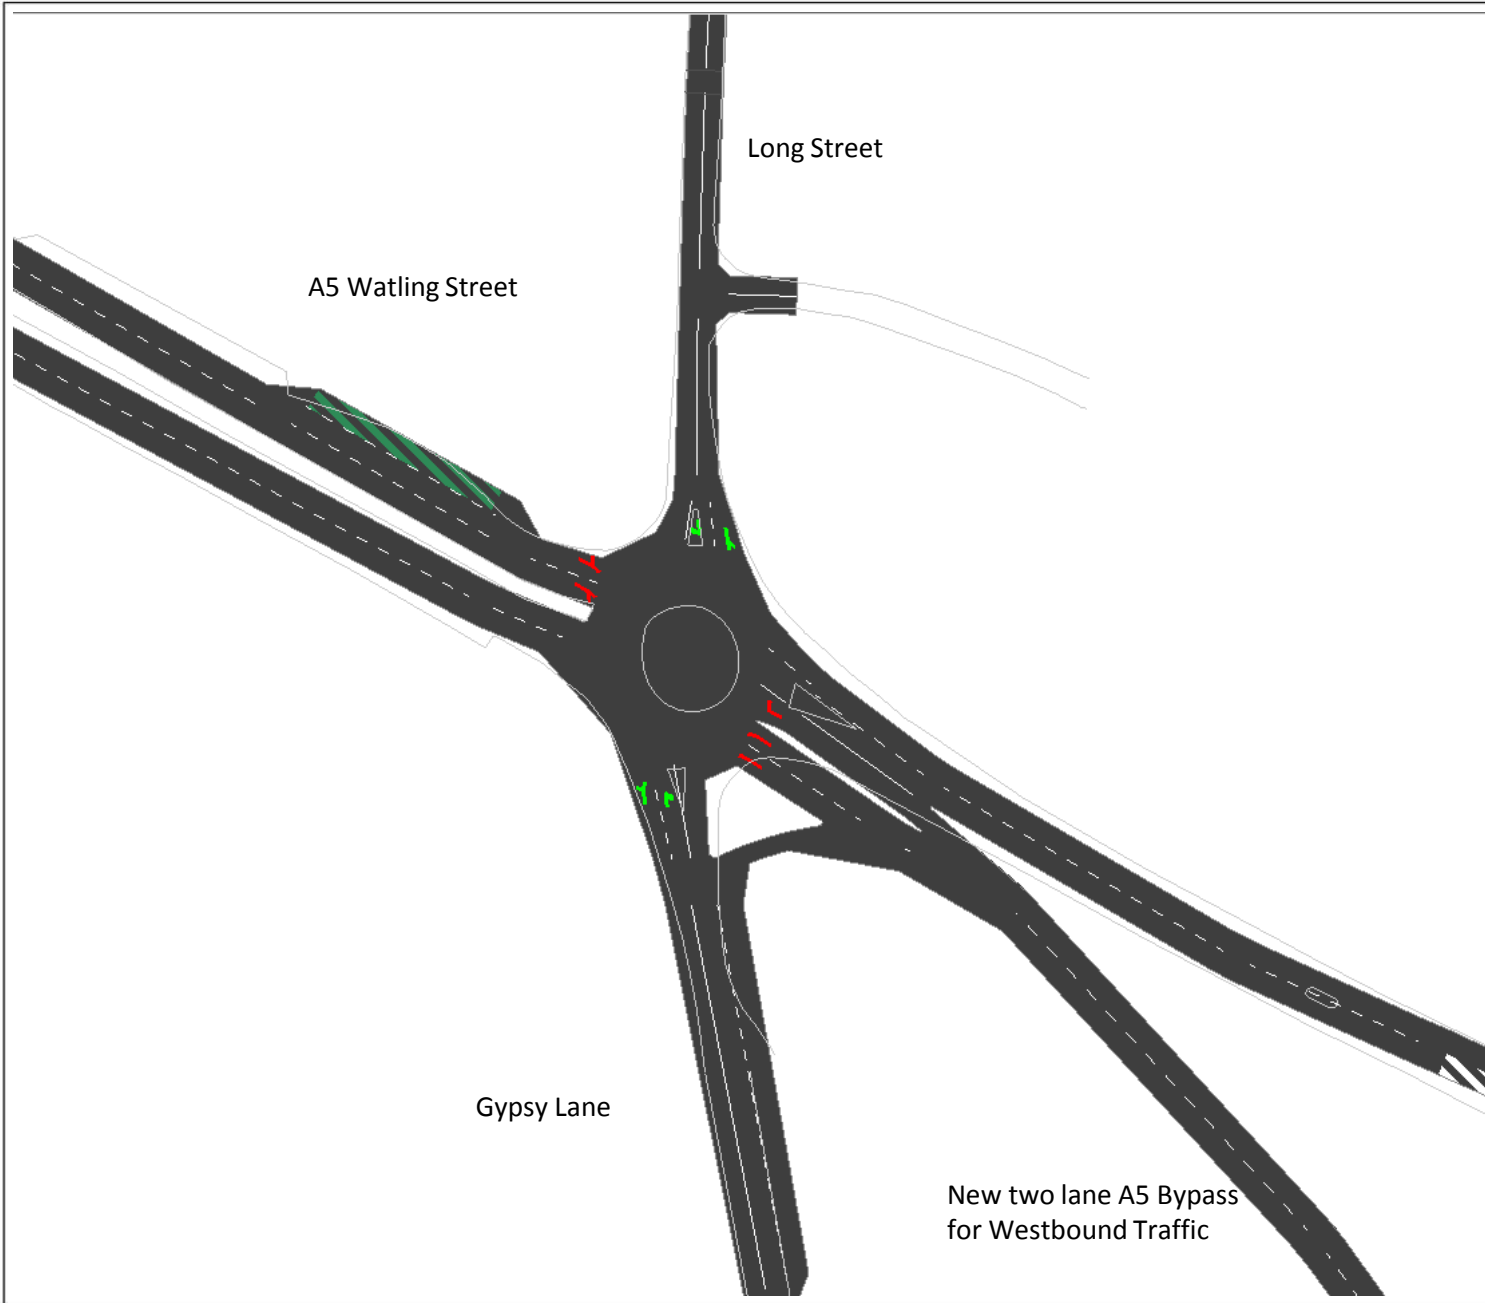 Long Street
A5 Watling Street
Gypsy Lane
New two lane A5 Bypass
for Westbound Traffic